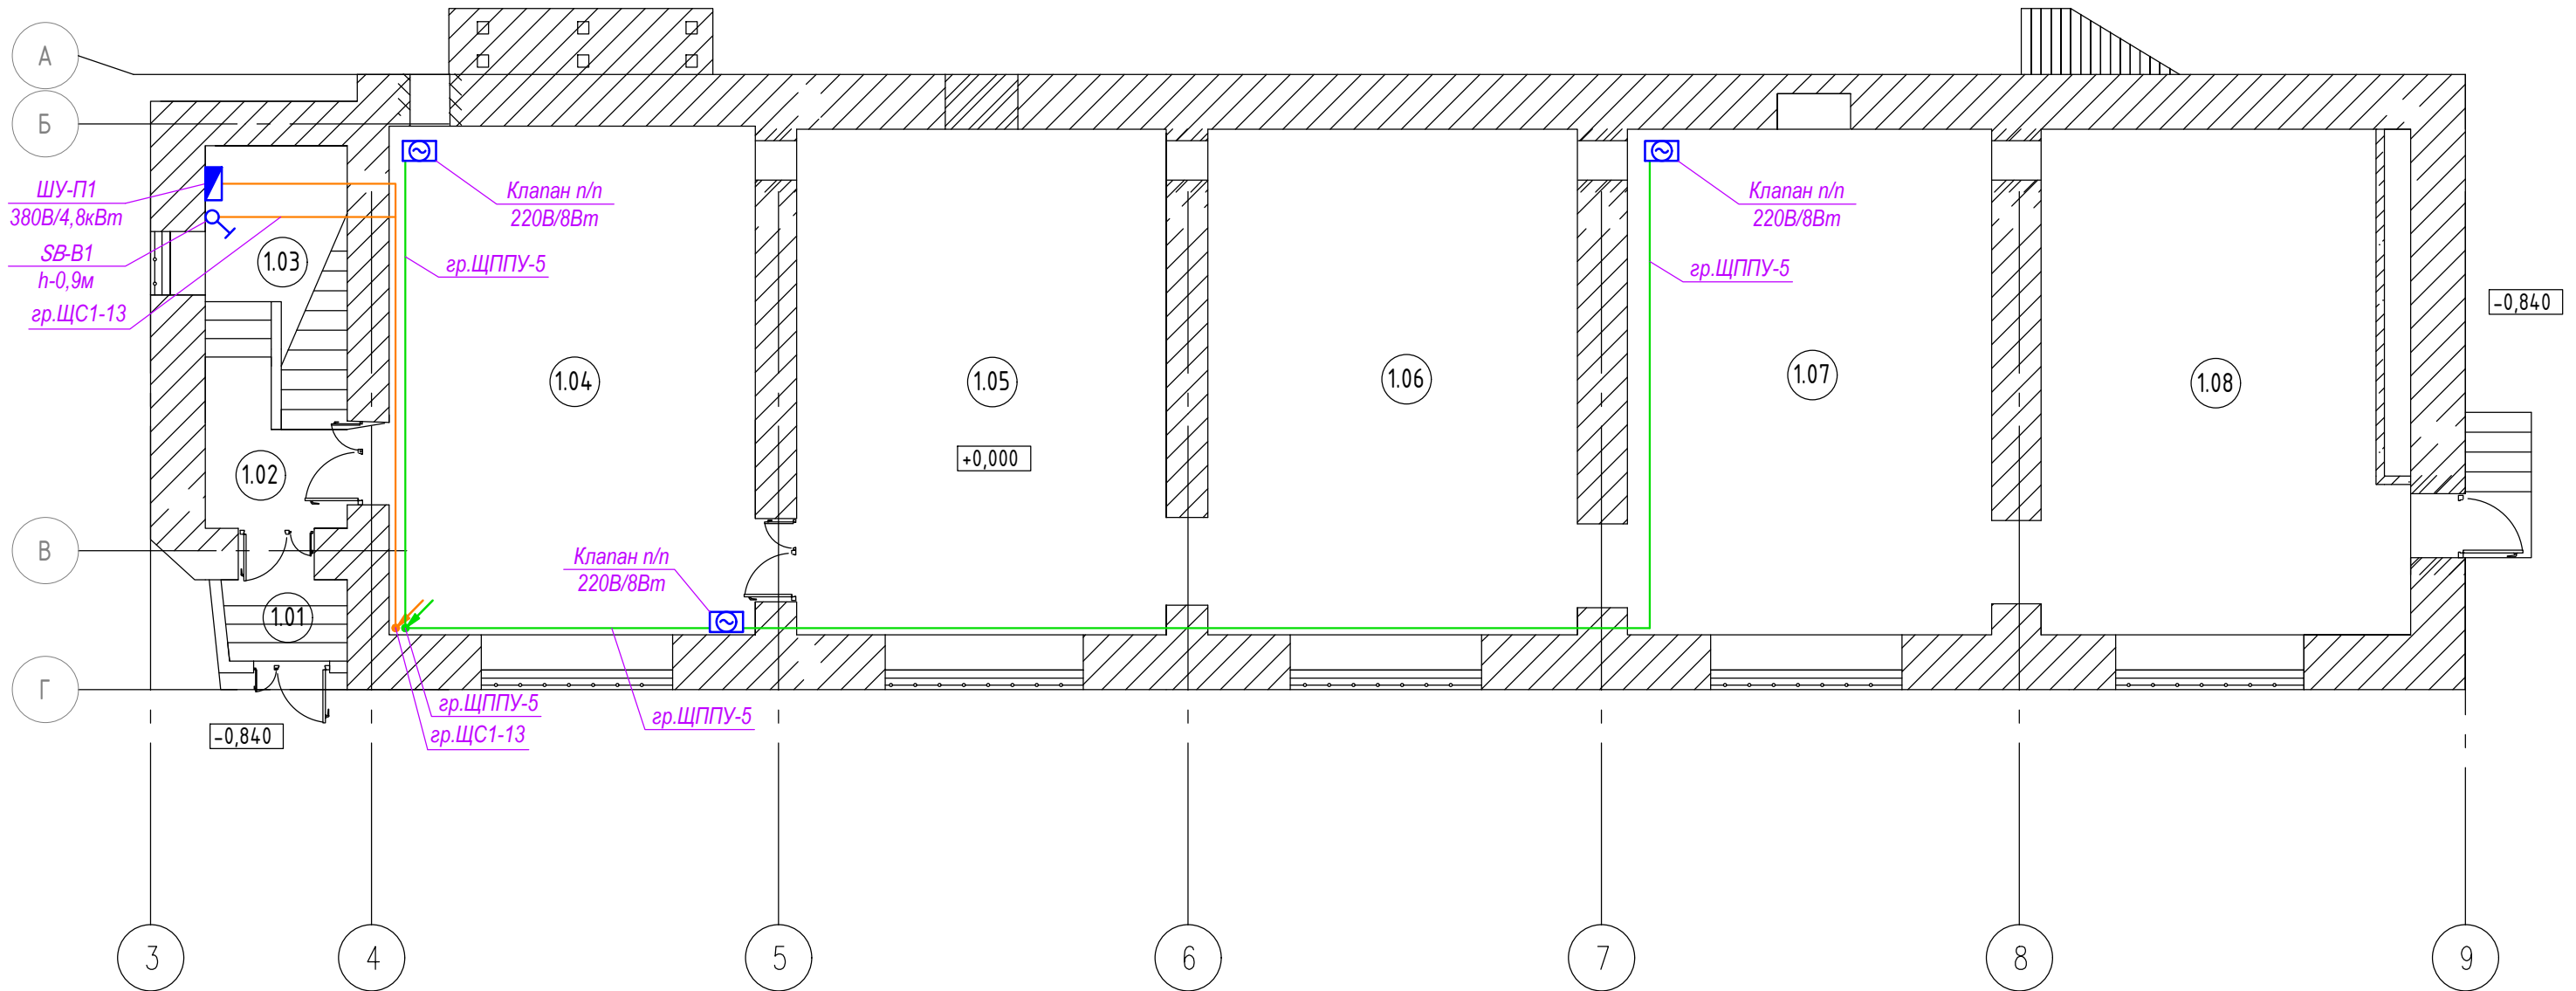 А
Б
ШУ-П1
380В/4,8кВт
SB-В1
h-0,9м
гр.ЩС1-13
1.03
Клапан п/п
220В/8Вт
гр.ЩППУ-5
Клапан п/п
220В/8Вт
гр.ЩППУ-5
-0,840
1.04
1.05
1.06
1.07
1.08
+0,000
1.02
В
Клапан п/п
220В/8Вт
1.01
Г
гр.ЩППУ-5
гр.ЩС1-13
гр.ЩППУ-5
-0,840
3
4
5
6
7
8
9